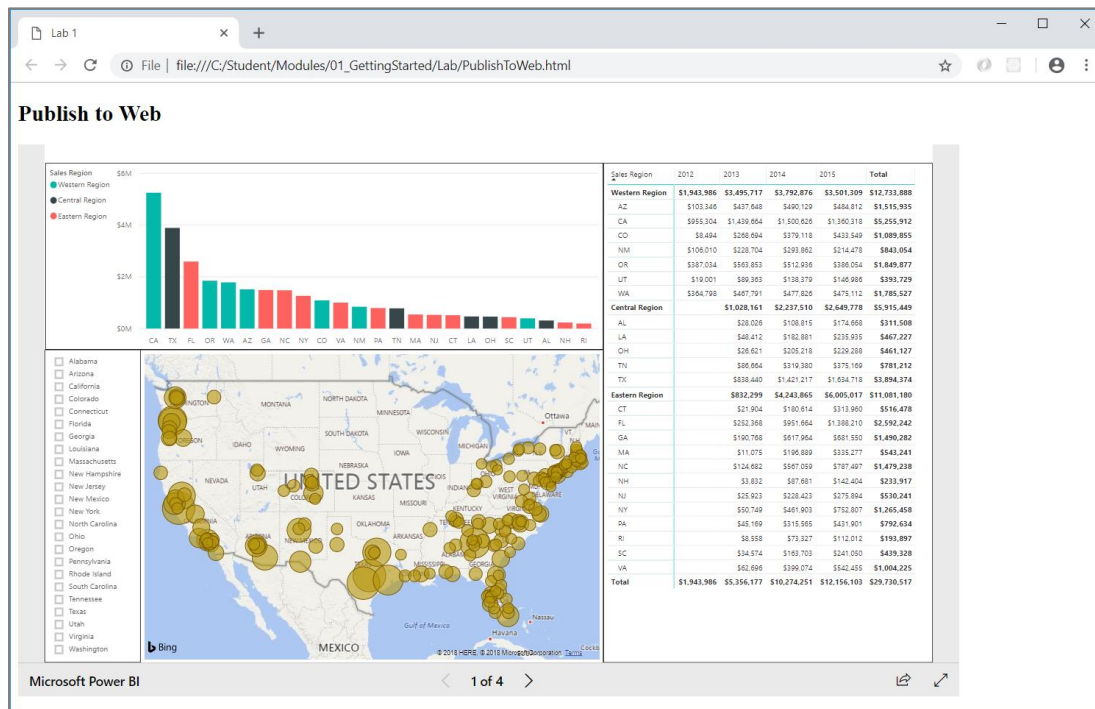 Lab 1
File | file:///C:/Student/Modules/01_GettingStarted/Lab/PublishToWeb.html
Publish to Web
Sales Region
Western Region
Central Region
Eastern Region
$6M
$4M
$2M
$0M
CA TX FL OR WA AZ GA NC NY CO VA NM PA TN MA NJ CT LA OH SC UT AL NH RI
Sales Region 2012 2013 2014 2015 Total
Western Region $1,943,986 $3,495,717 $3,792,876 $3,501,309 $12,733,888
AZ $103,346 $437,648 $490,129 $484,812 $1,515,935
CA $955,304 $1,439,664 $1,500,626 $1,360,318 $5,255,912
CO $8,494 $268,694 $379,118 $433,549 $1,089,855
NM $106,010 $228,704 $293,862 $214,478 $843,054
OR $387,034 $563,853 $512,936 $386,054 $1,849,877
UT $19,001 $89,363 $138,379 $146,986 $393,729
WA $364,798 $467,791 $477,826 $475,112 $1,785,527
Central Region $1,028,161 $2,237,510 $2,649,778 $5,915,449
AL $28,026 $108,815 $174,668 $311,508
LA $48,412 $182,881 $235,935 $467,227
OH $26,621 $205,218 $229,288 $461,127
TN $86,664 $319,380 $375,169 $781,212
TX $838,440 $1,421,217 $1,634,718 $3,894,374
Eastern Region $832,299 $4,243,865 $6,005,017 $11,081,180
CT $21,904 $180,614 $313,960 $516,478
FL $252,368 $951,664 $1,388,210 $2,592,242
GA $190,768 $617,964 $681,550 $1,490,282
MA $11,075 $196,889 $335,277 $543,241
NC $124,682 $567,059 $787,497 $1,479,238
NH $3,832 $87,681 $142,404 $233,917
NJ $25,923 $228,423 $275,894 $530,241
NY $50,749 $461,903 $752,807 $1,265,458
PA $45,169 $315,565 $431,901 $792,634
RI $8,558 $73,327 $112,012 $193,897
SC $34,574 $163,703 $241,050 $439,328
VA $62,696 $399,074 $542,455 $1,004,225
Total $1,943,986 $5,356,177 $10,274,251 $12,156,103 $29,730,517
Alabama
Arizona
California
Colorado
Connecticut
Florida
Georgia
Louisiana
Massachusetts
New Hampshire
New Jersey
New Mexico
New York
North Carolina
Ohio
Oregon
Pennsylvania
Rhode Island
South Carolina
Tennessee
Texas
Utah
Virginia
Washington
MONTANA
NORTH DAKOTA
MINNESOTA
Ottawa
SOUTH DAKOTA
WISCONSIN
MICHIGAN
IDAHO
WYOMING
IOWA
NEBRASKA
NEVADA
UTAH
UNITED STATES
KANSAS
MISSOURI
WEST VIRGINIA
DELAWARE
KENTUCKY
OKLAHOMA
ARKANSAS
MISSISSIPPI
GEORGIA
Gulf of Mexico
Nassau
Havana
MEXICO
Bing
© 2018 HERE, © 2018 Microsoft Corporation Terms
Microsoft Power BI
1 of 4